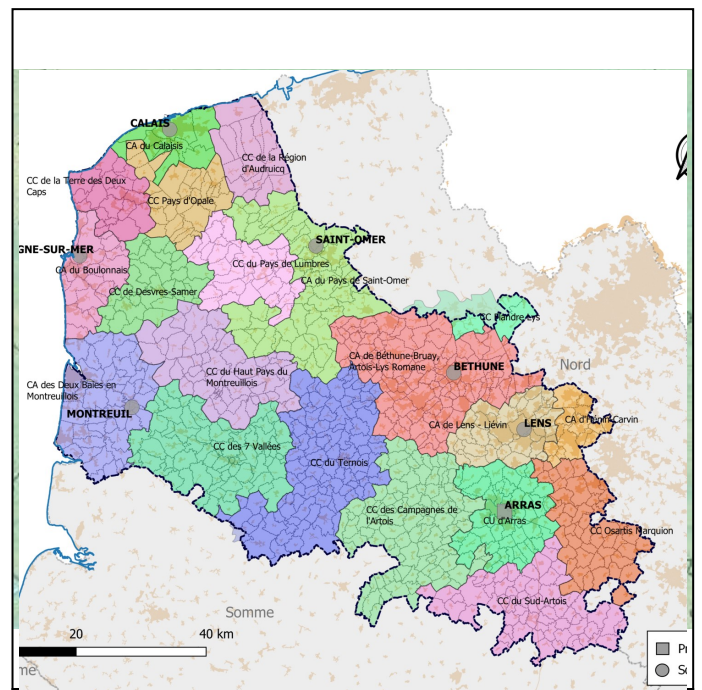 CALAIS
CA du Calaisis
CC de la Région
d'Audruicq
CC de la Terre des Deux
Caps
CC Pays d'Opale
SAINT-OMER
GNE-SUR-MER
CC du Pays de Lumbres
CA du Boulonnais
CA du Pays de Saint-Omer
CC de Desvres-Samer
CC Flandre Lys
CA de Béthune-Bruay,
Artois-Lys Romane
Nord
BETHUNE
CC du Haut Pays du
Montreuillois
CA des Deux Baies en
Montreuillois
MONTREUIL
CA d'Hénin-Carvin
CA de Lens - Liévin
LENS
CC des 7 Vallées
CC du Ternois
ARRAS
CC des Campagnes de
l'Artois
CU d'Arras
CC Osartis Marquion
CC du Sud-Artois
Somme
20
40 km
Pr
So
me